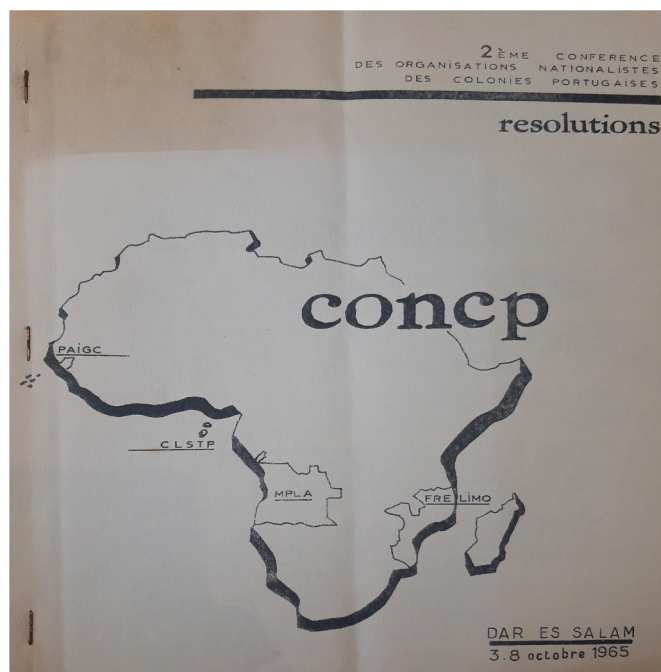 2ÈME CONFERENCE
DES ORGANISATIONS NATIONALISTES
DES COLONIES PORTUGAISES
resolutions
concp
PAiGC
CLSTP
MPLA
FRELiMO
DAR ES SALAM
3.8 octobre 1965